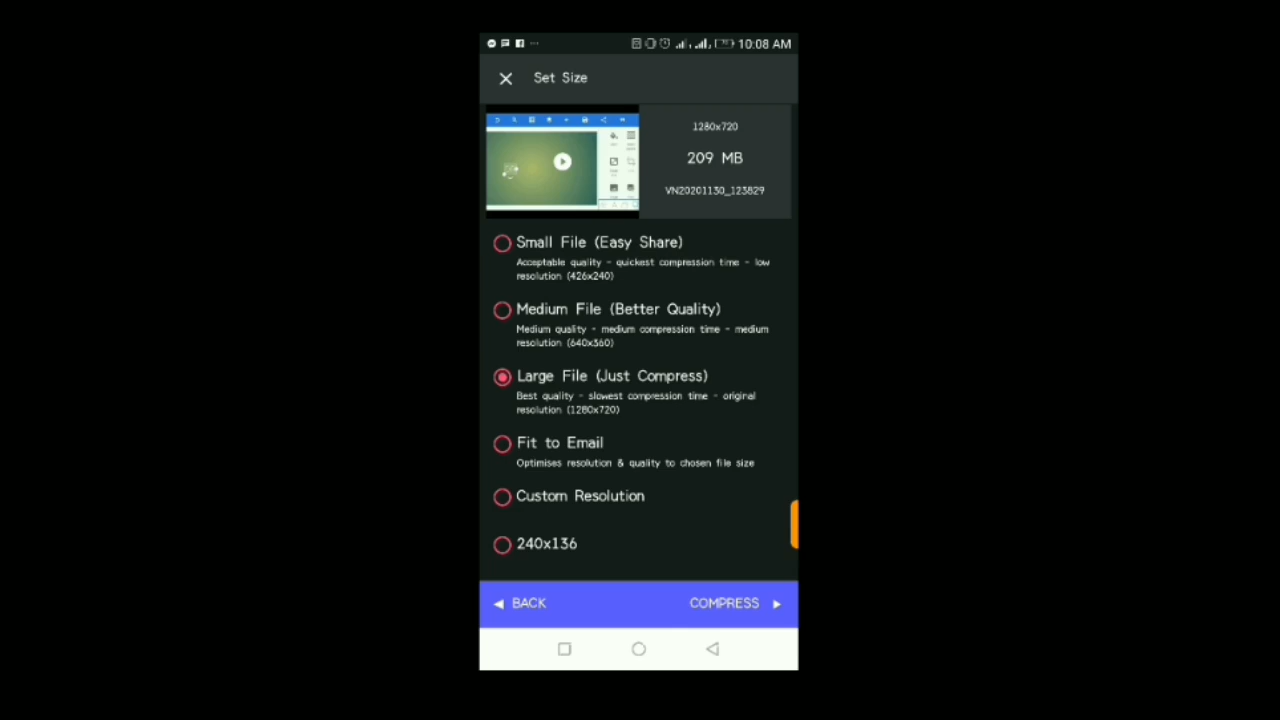 10:08 AM
Set Size
1280x720
209 MB
VN20201130_123829
Small File (Easy Share)
Acceptable quality - quickest compression time - low
resolution (426x240)
Medium File (Better Quality)
Medium quality - medium compression time - medium
resolution (640x360)
Large File (Just Compress)
Best quality - slowest compression time - original
resolution (1280x720)
Fit to Email
Optimises resolution & quality to chosen file size
Custom Resolution
240x136
BACK
COMPRESS